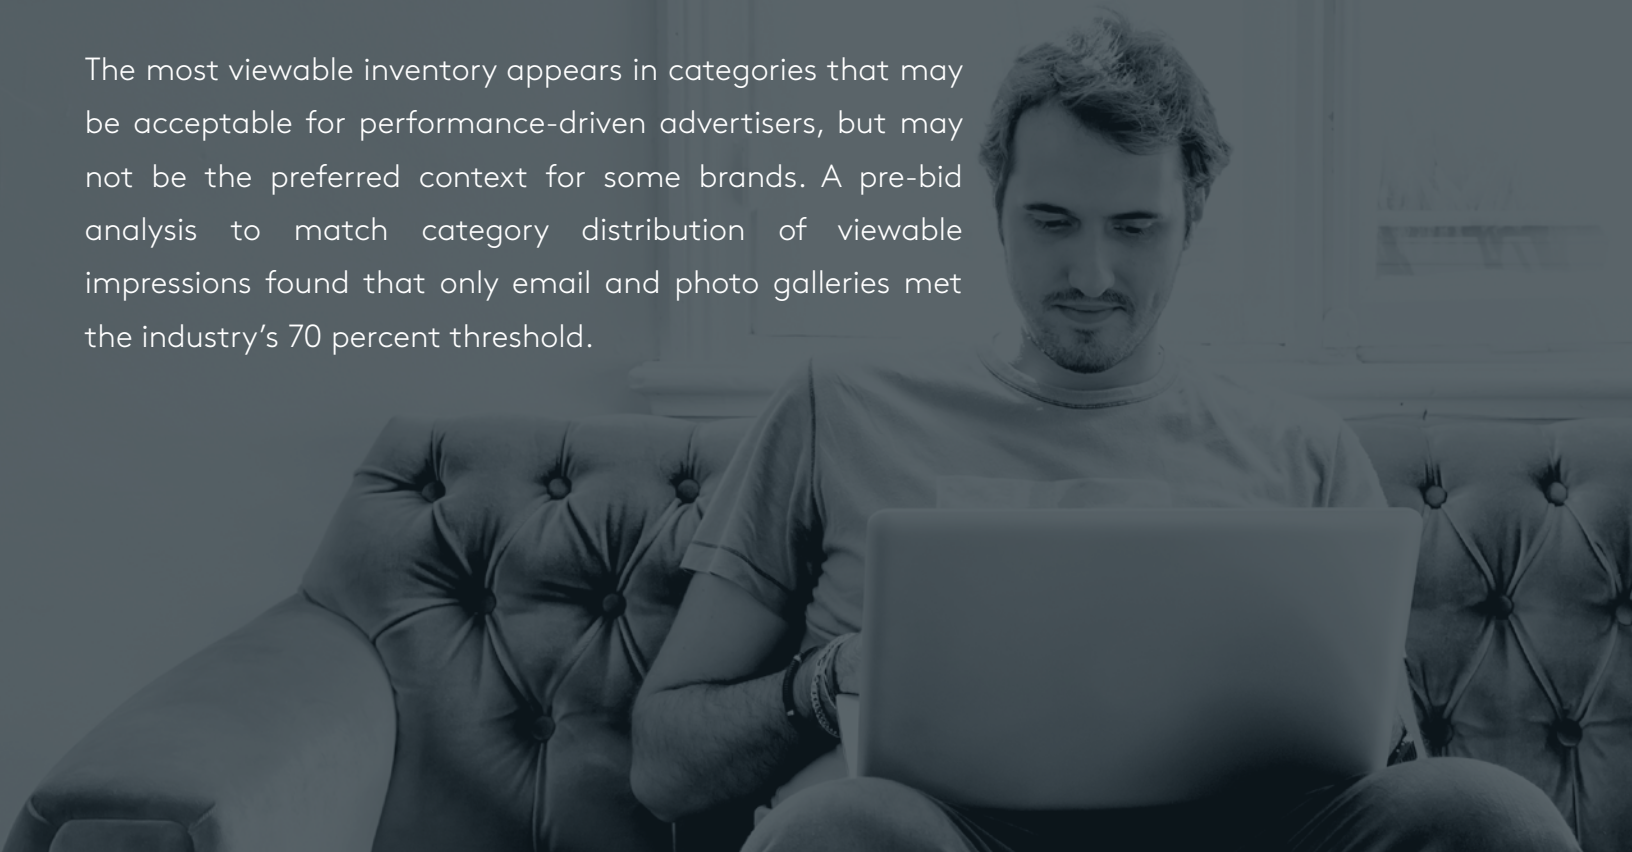 The most viewable inventory appears in categories that may
be acceptable for performance-driven advertisers, but may
not be the preferred context for some brands. A pre-bid
analysis to match category distribution of viewable
impressions found that only email and photo galleries met
the industry’s 70 percent threshold.